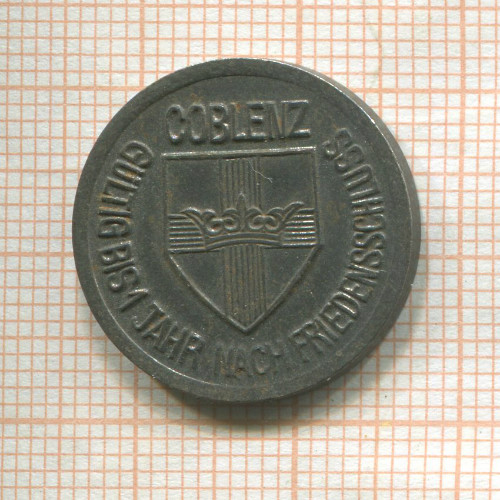 COBLENZ
GÜLTIG BIS 1 JAHR NACH FRIEDENSSCHLUSS